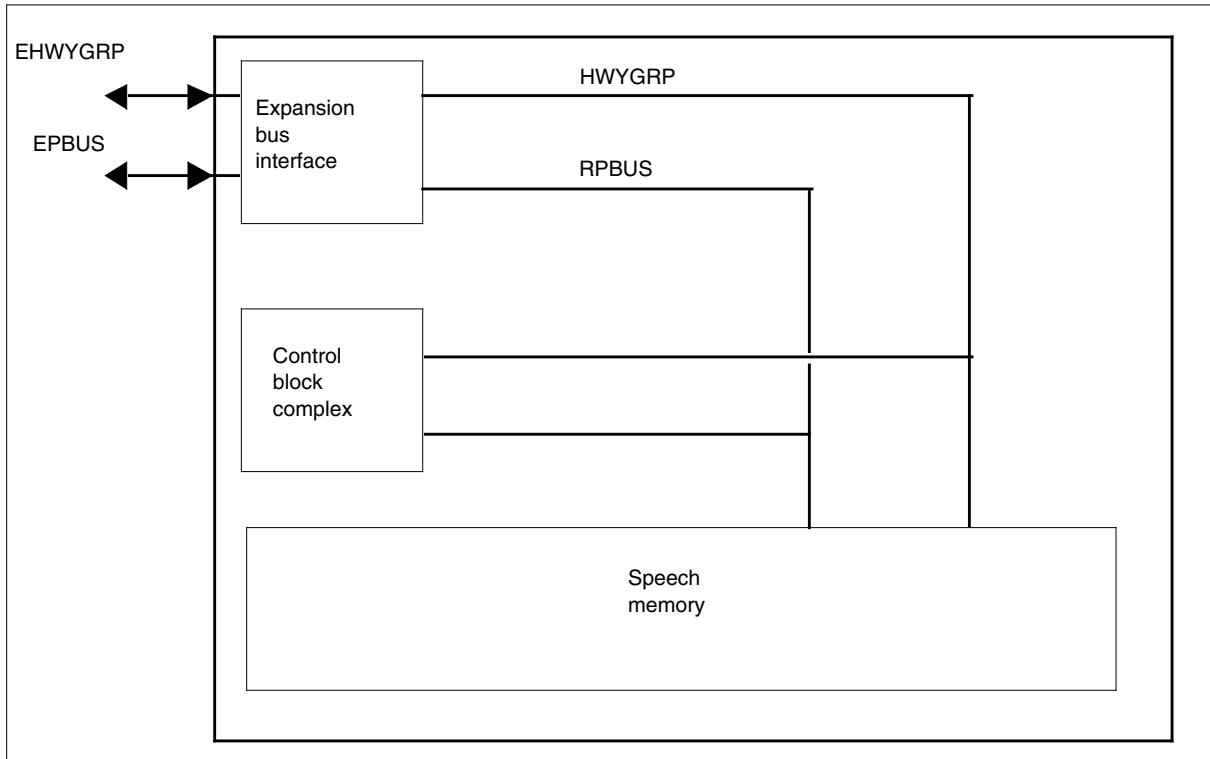 EHWYGRP
HWYGRP
Expansion
bus
interface
EPBUS
RPBUS
Control
block
complex
Speech
memory